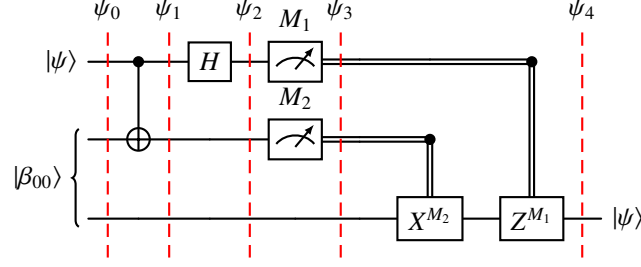 ψ₀ ψ₁ ψ₂ M₁ ψ₃ ψ₄
|ψ⟩ H
M₂
|β₀₀⟩
X^{M₂} Z^{M₁} |ψ⟩